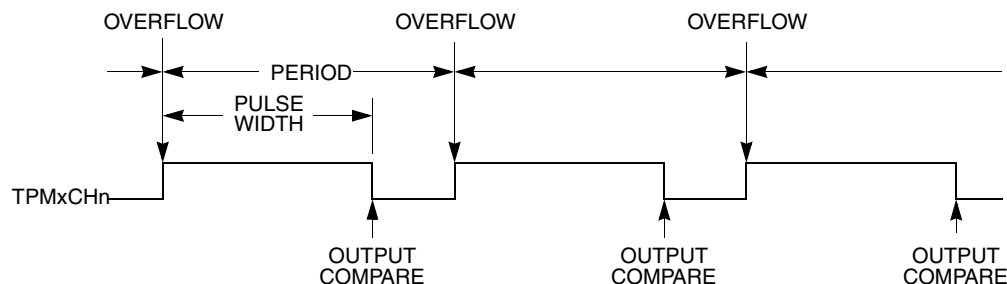 OVERFLOW
OVERFLOW
OVERFLOW
PERIOD
PULSE
WIDTH
TPMxCHn
OUTPUT
COMPARE
OUTPUT
COMPARE
OUTPUT
COMPARE